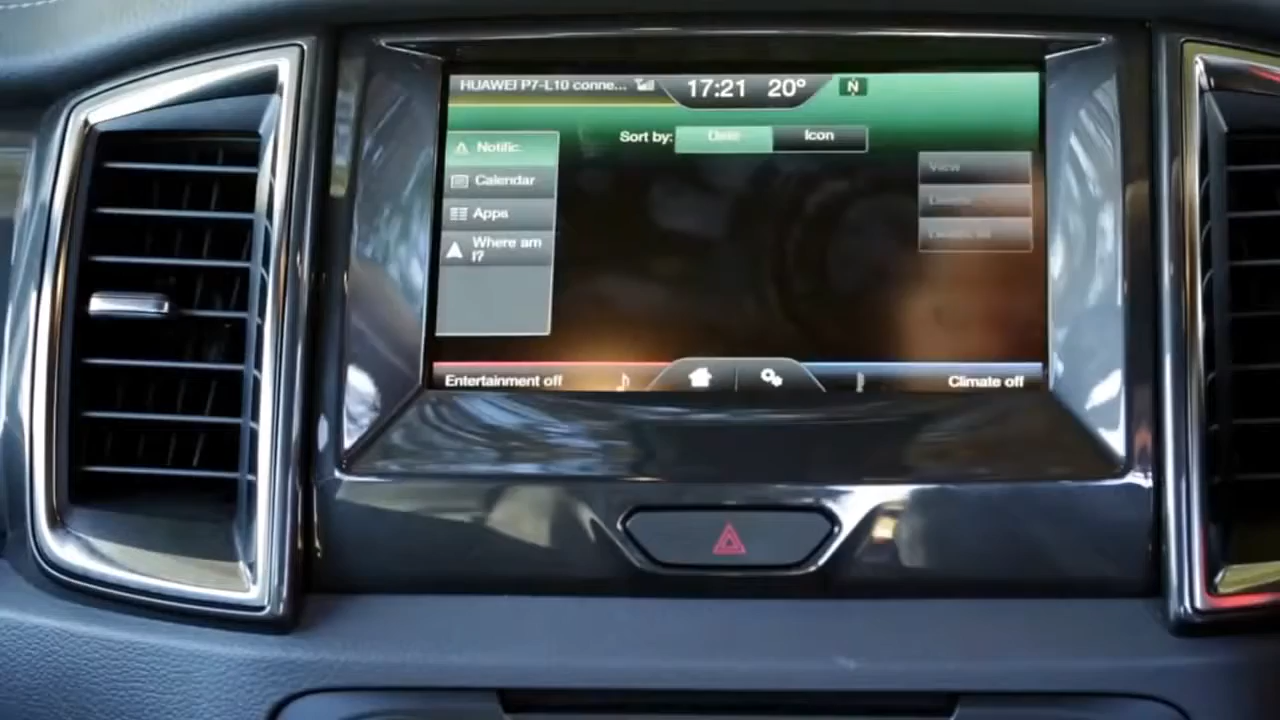 HUAWEI P7-L10 conne...
17:21 20°
N
Sort by: Date Icon
Notific.
Calendar
Apps
Where am
I?
View
Entertainment off
Climate off